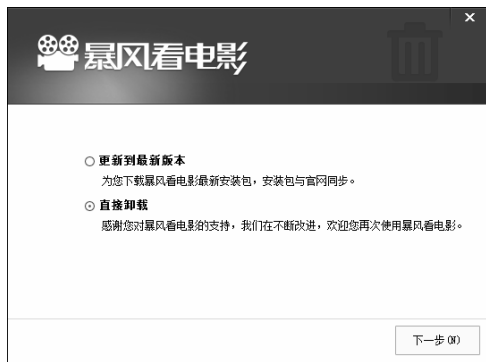 暴风看电影
更新到最新版本
为您下载暴风看电影最新安装包，安装包与官网同步。
直接卸载
感谢您对暴风看电影的支持，我们在不断改进，欢迎您再次使用暴风看电影。
下一步(N)